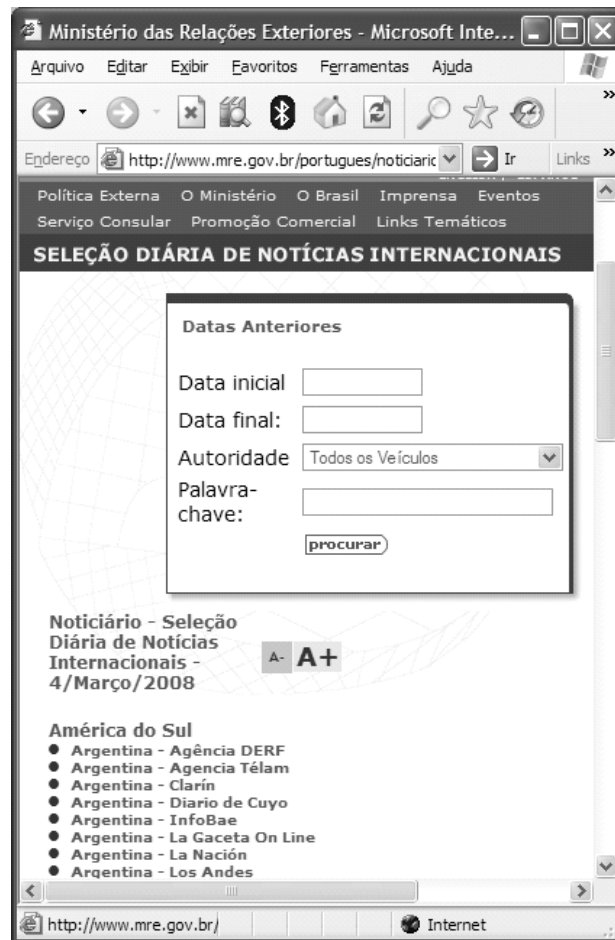 Ministério das Relações Exteriores - Microsoft Inte...
Arquivo Editar Exibir Favoritos Ferramentas Ajuda
»
Endereço http://www.mre.gov.br/portugues/noticiaric Ir Links »
Política Externa O Ministério O Brasil Imprensa Eventos
Serviço Consular Promoção Comercial Links Temáticos
SELEÇÃO DIÁRIA DE NOTÍCIAS INTERNACIONAIS
Datas Anteriores
Data inicial
Data final:
Autoridade Todos os Veículos
Palavra-
chave:
procurar
Noticiário - Seleção
Diária de Notícias
Internacionais -
4/Março/2008
A- A+
América do Sul
Argentina - Agência DERF
Argentina - Agencia Télam
Argentina - Clarín
Argentina - Diario de Cuyo
Argentina - InfoBae
Argentina - La Gaceta On Line
Argentina - La Nación
Argentina - Los Andes
http://www.mre.gov.br/ Internet